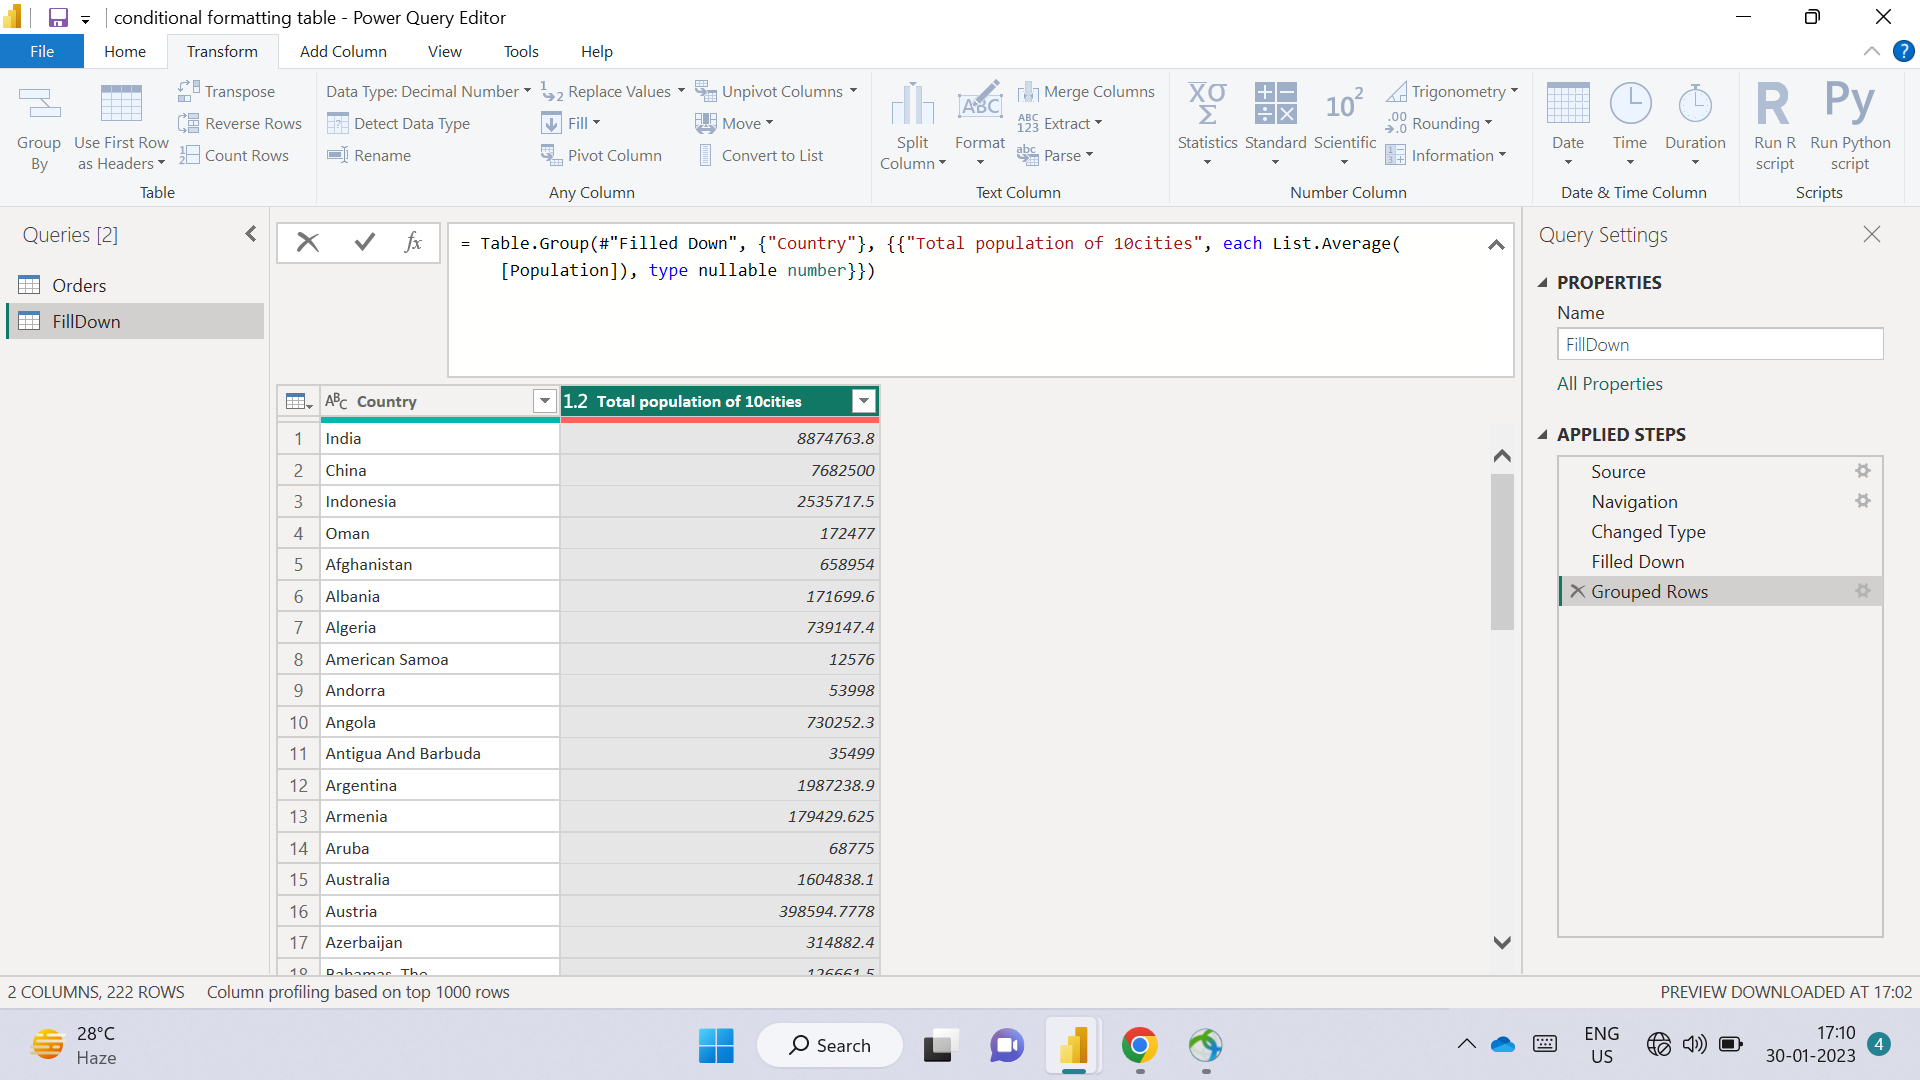 conditional formatting table - Power Query Editor
File Home Transform Add Column View Tools Help
Group By
Use First Row as Headers
Transpose
Reverse Rows
Count Rows
Table
Data Type: Decimal Number
Detect Data Type
Rename
Replace Values
Fill
Pivot Column
Unpivot Columns
Move
Convert to List
Any Column
Split Column
Format
Merge Columns
Extract
Parse
Text Column
Statistics
Standard
Scientific
Trigonometry
Rounding
Information
Number Column
Date
Time
Duration
Date & Time Column
Run R script
Run Python script
Scripts
Queries [2]
Orders
FillDown
fx
= Table.Group(#"Filled Down", {"Country"}, {{"Total population of 10cities", each List.Average(
[Population]), type nullable number}})
Country 1.2 Total population of 10cities
1 India 8874763.8
2 China 7682500
3 Indonesia 2535717.5
4 Oman 172477
5 Afghanistan 658954
6 Albania 171699.6
7 Algeria 739147.4
8 American Samoa 12576
9 Andorra 53998
10 Angola 730252.3
11 Antigua And Barbuda 35499
12 Argentina 1987238.9
13 Armenia 179429.625
14 Aruba 68775
15 Australia 1604838.1
16 Austria 398594.7778
17 Azerbaijan 314882.4
18 Bahamas, The 126661.5
Query Settings
PROPERTIES
Name
FillDown
All Properties
APPLIED STEPS
Source
Navigation
Changed Type
Filled Down
Grouped Rows
2 COLUMNS, 222 ROWS Column profiling based on top 1000 rows
PREVIEW DOWNLOADED AT 17:02
28°C
Haze
Search
ENG
US
17:10
30-01-2023
4